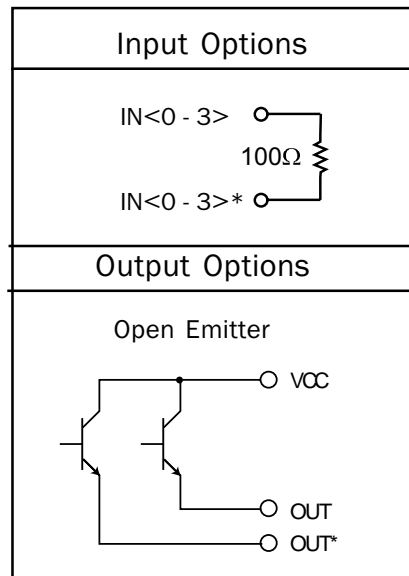 Input Options
IN<0 - 3>
100Ω
IN<0 - 3>*
Output Options
Open Emitter
VCC
OUT
OUT*